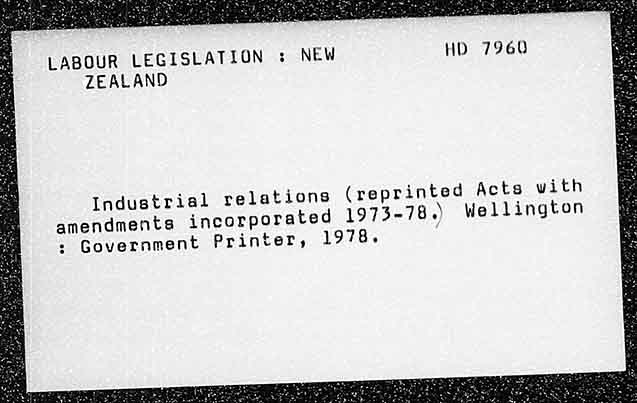 LABOUR LEGISLATION : NEW HD 7960
ZEALAND
Industrial relations (reprinted Acts with
amendments incorporated 1973-78.) Wellington
: Government Printer, 1978.